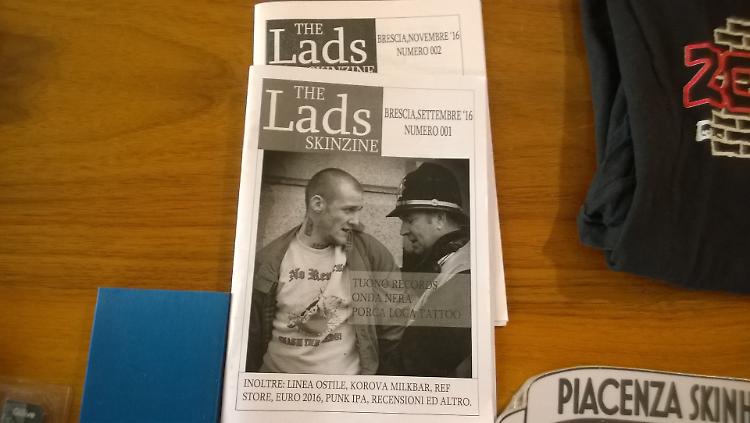 THE
Lads
SKINZINE
BRESCIA,NOVEMBRE '16
NUMERO 002
THE
Lads
SKINZINE
BRESCIA,SETTEMBRE '16
NUMERO 001
No
TUONO RECORDS
ONDA NERA
PORCA LOCA TATTOO
INOLTRE: LINEA OSTILE, KOROVA MILKBAR, REF
STORE, EURO 2016, PUNK IPA, RECENSIONI ED ALTRO.
PIACENZA SKINH